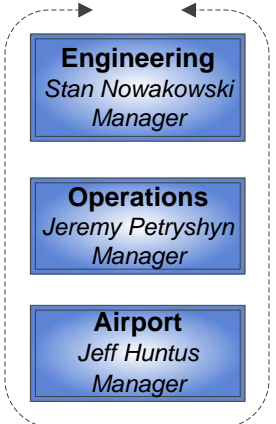 Engineering
Stan Nowakowski
Manager
Operations
Jeremy Petryshyn
Manager
Airport
Jeff Huntus
Manager